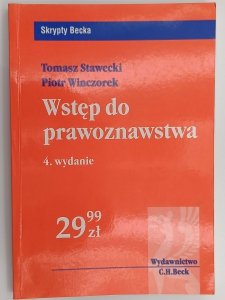 Skrypty Becka
Tomasz Stawecki
Piotr Winczorek
Wstęp do
prawoznawstwa
4. wydanie
29 99 zł
Wydawnictwo
C.H.Beck